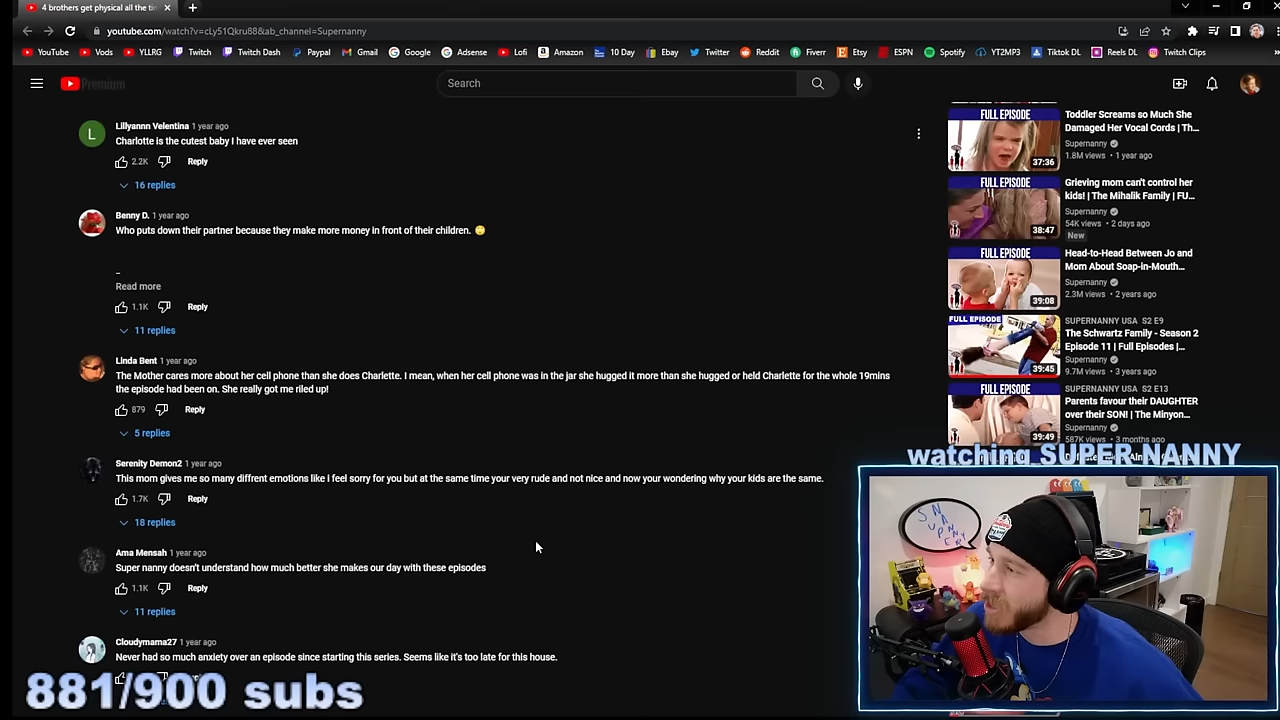 4 brothers get physical all the tim
youtube.com/watch?v=cLy51Qkru88&ab_channel=Supernanny
YouTube Vods YLLRG Twitch Twitch Dash Paypal Gmail Google Adsense Lofi Amazon 10 Day Ebay Twitter Reddit Fiverr Etsy ESPN Spotify YT2MP3 Tiktok DL Reels DL Twitch Clips »
Premium
Search
L
Lillyannn Velentina 1 year ago
Charlotte is the cutest baby I have ever seen
2.2K Reply
16 replies
Benny D. 1 year ago
Who puts down their partner because they make more money in front of their children. 🙄
_
Read more
1.1K Reply
11 replies
Linda Bent 1 year ago
The Mother cares more about her cell phone than she does Charlette. I mean, when her cell phone was in the jar she hugged it more than she hugged or held Charlette for the whole 19mins
the episode had been on. She really got me riled up!
879 Reply
5 replies
Serenity Demon2 1 year ago
This mom gives me so many diffrent emotions like I feel sorry for you but at the same time your very rude and not nice and now your wondering why your kids are the same.
1.7K Reply
18 replies
Ama Mensah 1 year ago
Super nanny doesn't understand how much better she makes our day with these episodes
1.1K Reply
11 replies
Cloudymama27 1 year ago
Never had so much anxiety over an episode since starting this series. Seems like it's too late for this house.
881/900 subs
FULL EPISODE
37:36
Toddler Screams so Much She
Damaged Her Vocal Cords | Th...
Supernanny
1.8M views • 1 year ago
FULL EPISODE
38:47
Grieving mom can't control her
kids! | The Mihalik Family | FU...
Supernanny
54K views • 2 days ago
New
FULL EPISODE
39:08
Head-to-Head Between Jo and
Mom About Soap-in-Mouth...
Supernanny
2.3M views • 2 years ago
FULL EPISODE
39:45
SUPERNANNY USA S2 E9
The Schwartz Family - Season 2
Episode 11 | Full Episodes |...
Supernanny
9.7M views • 3 years ago
FULL EPISODE
39:49
SUPERNANNY USA S2 E13
Parents favour their DAUGHTER
over their SON! | The Minyon...
Supernanny
587K views • 3 months ago
watching SUPER NANNY
SNAUPNNERY